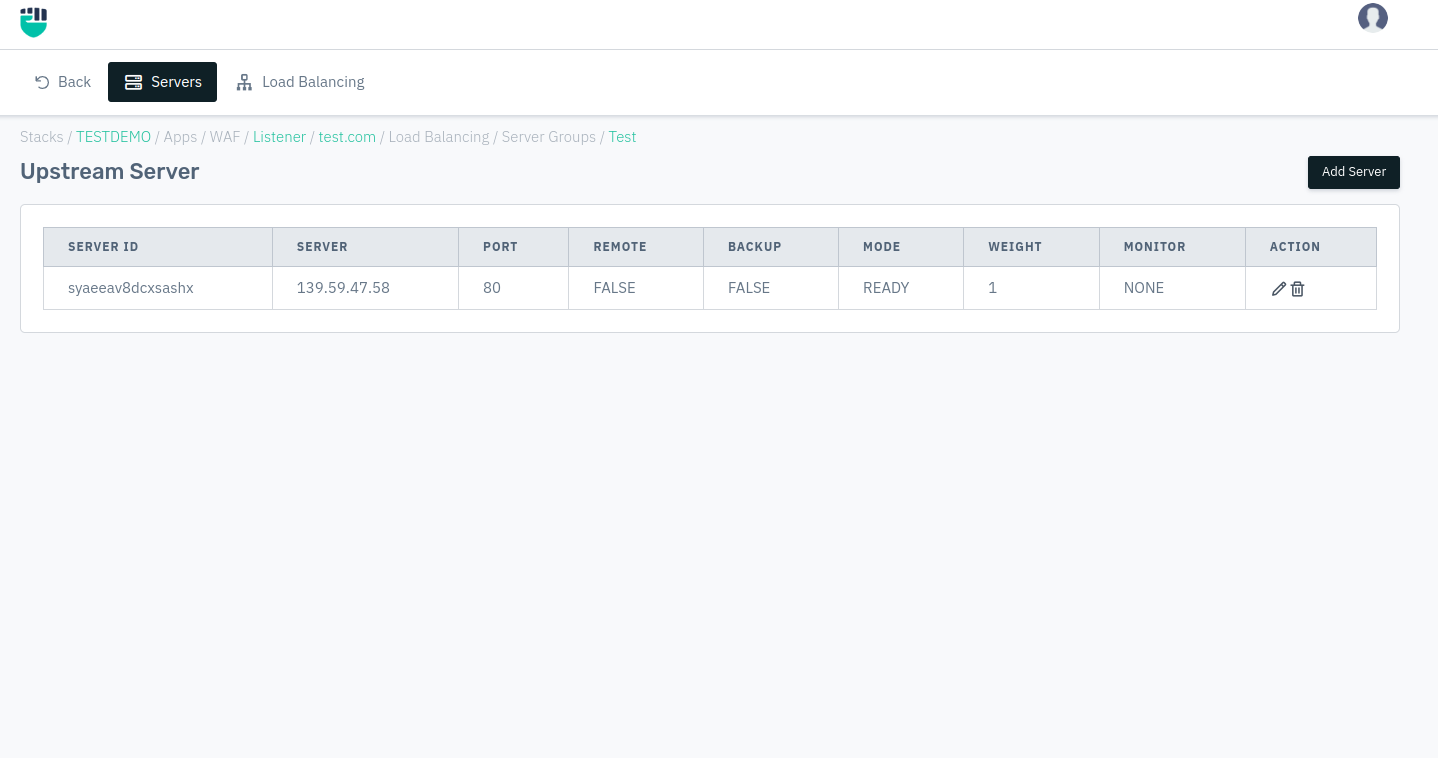 Back Servers Load Balancing
Stacks / TESTDEMO / Apps / WAF / Listener / test.com / Load Balancing / Server Groups / Test
Upstream Server
Add Server
SERVER ID SERVER PORT REMOTE BACKUP MODE WEIGHT MONITOR ACTION
syaeeav8dcxsashx 139.59.47.58 80 FALSE FALSE READY 1 NONE